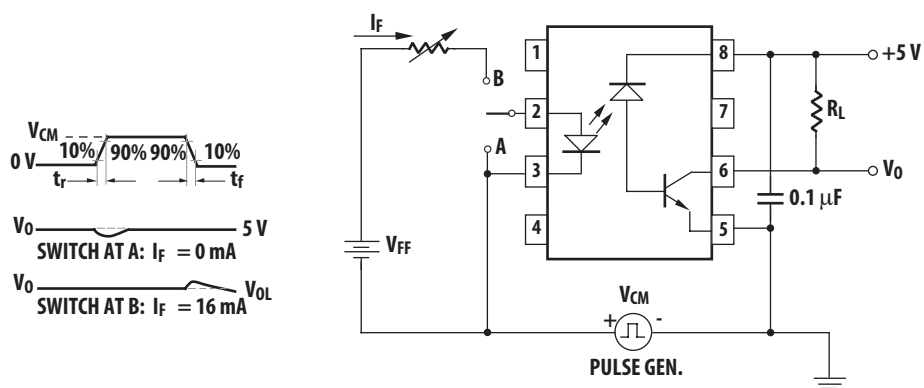 V_CM
0 V
10% 90% 90% 10%
t_r t_f
V_O 5 V
SWITCH AT A: I_F = 0 mA
V_O V_OL
SWITCH AT B: I_F = 16 mA
I_F
B
A
V_FF
1
2
3
4
8
7
6
5
+5 V
R_L
V_O
0.1 μF
V_CM
+ -
PULSE GEN.